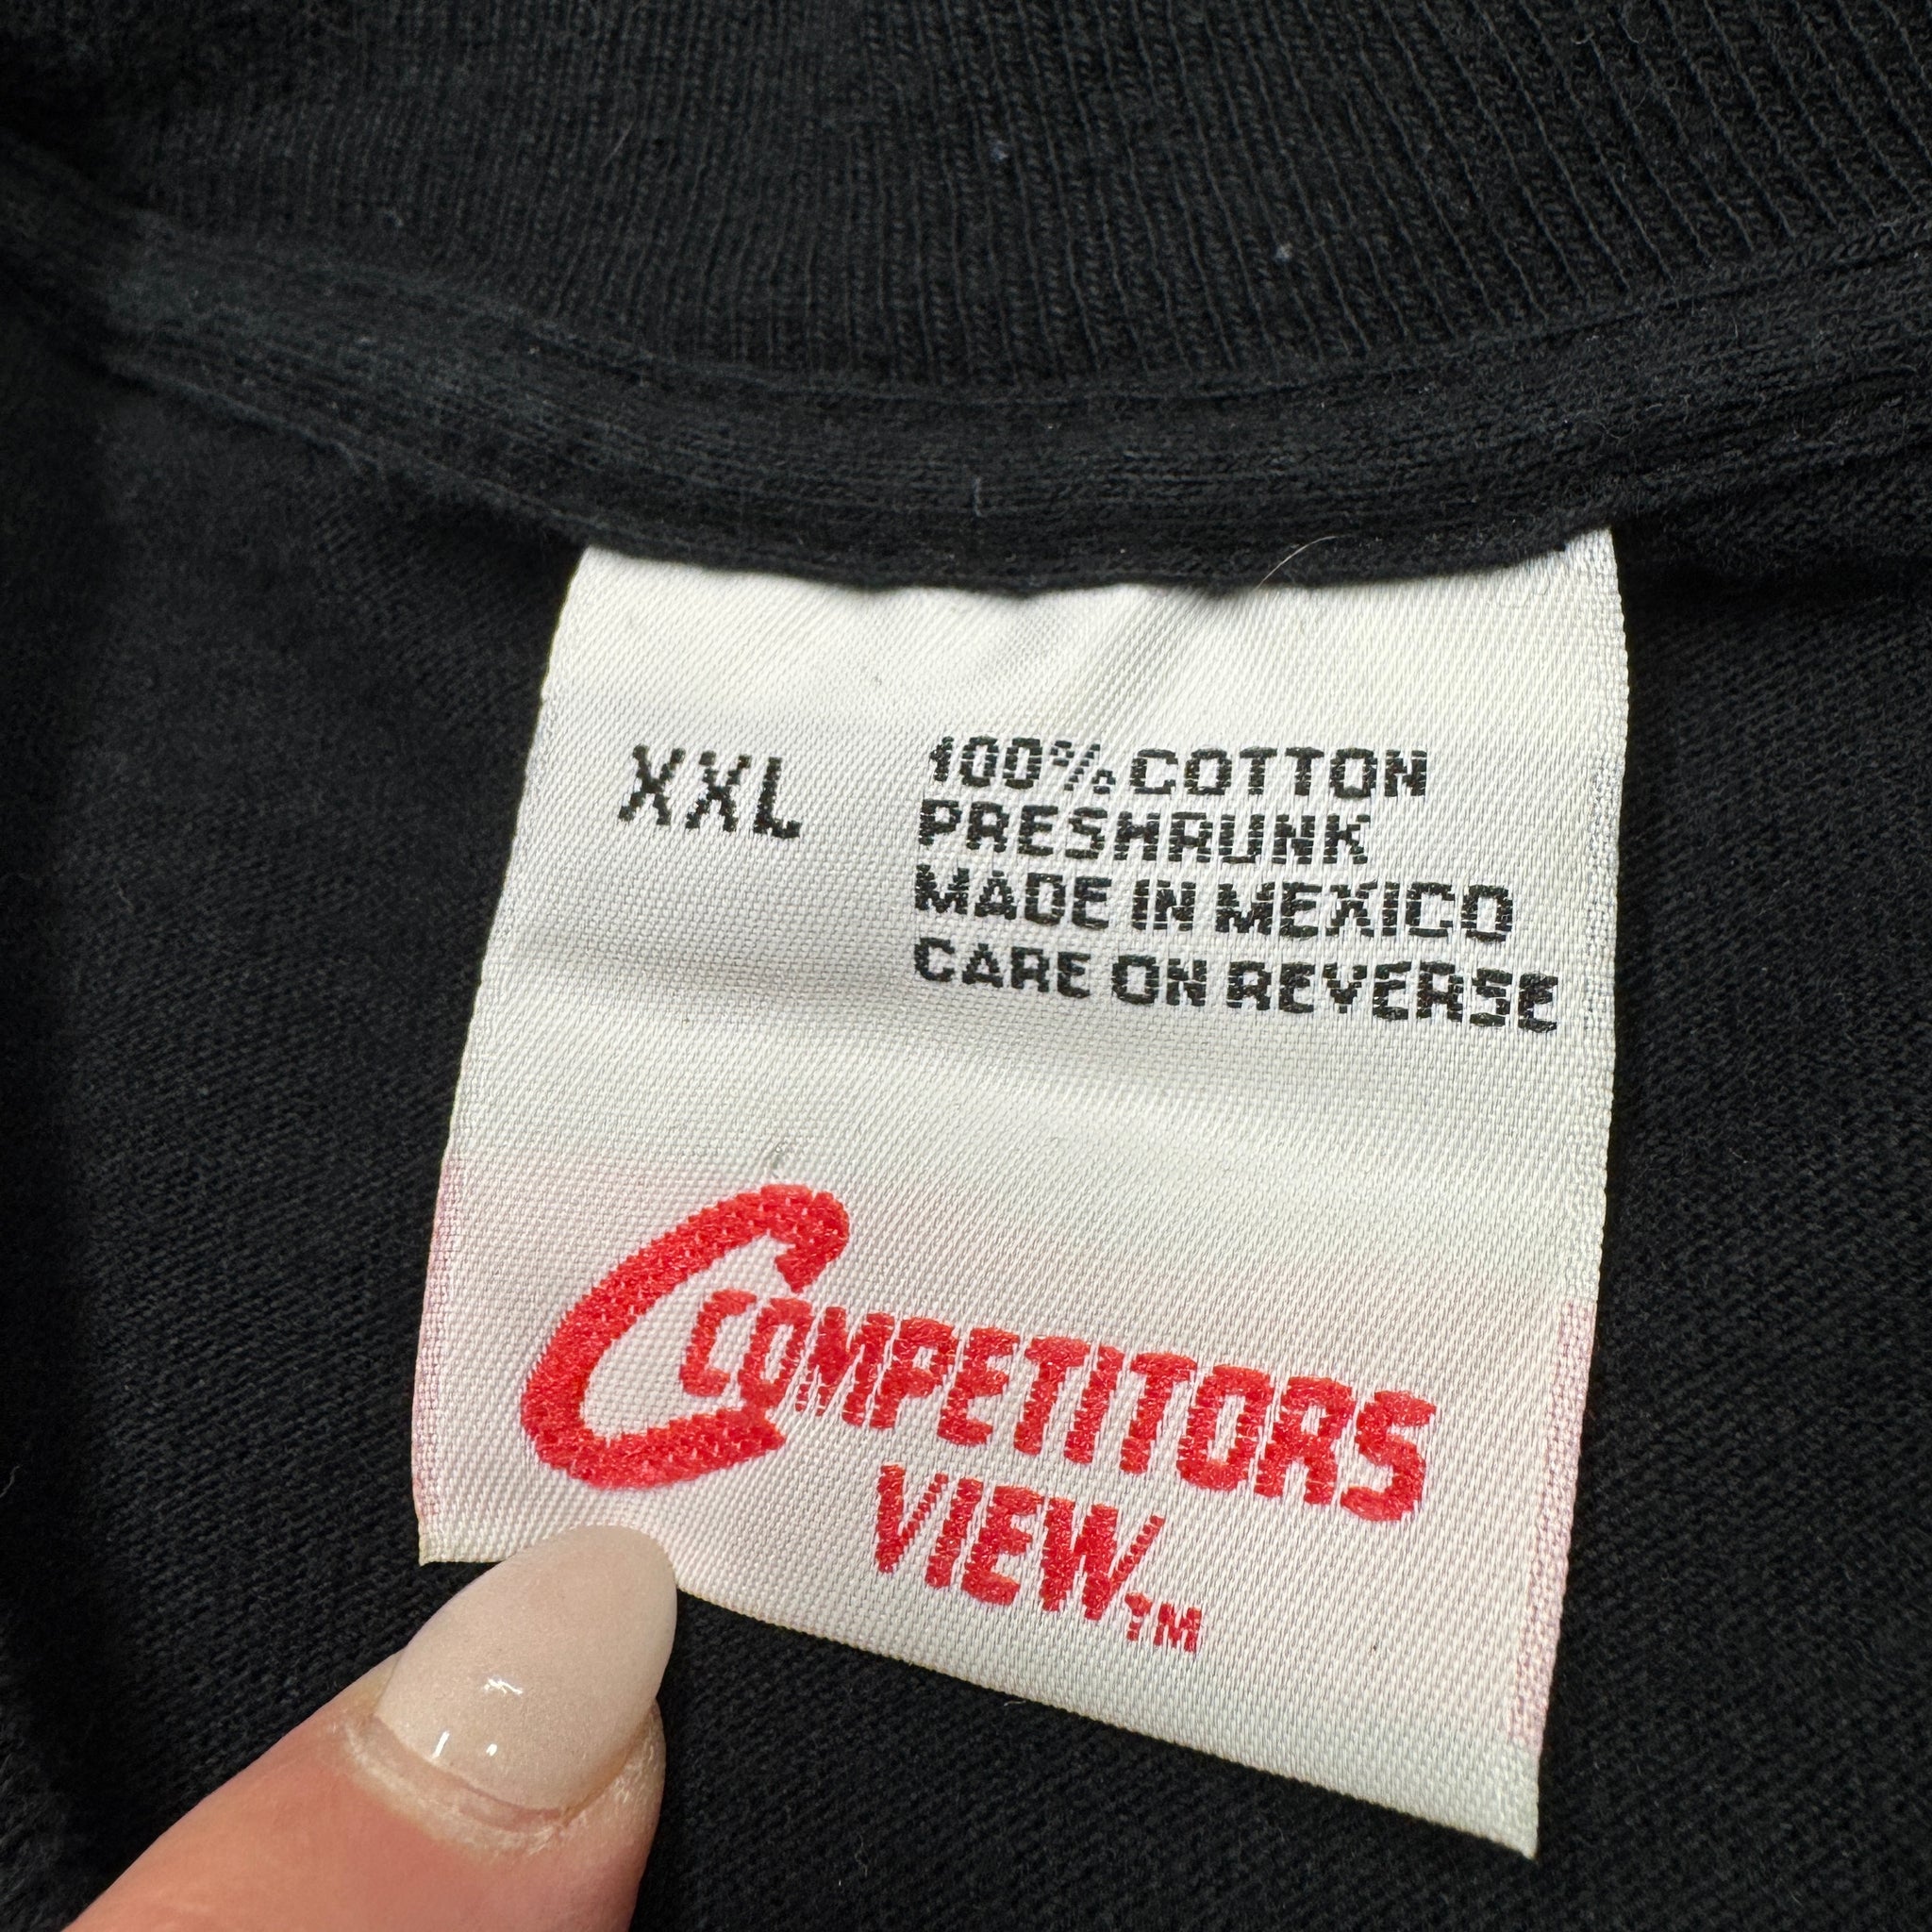 XXL
100% COTTON
PRESHRUNK
MADE IN MEXICO
CARE ON REVERSE
C COMPETITORS
VIEW TM